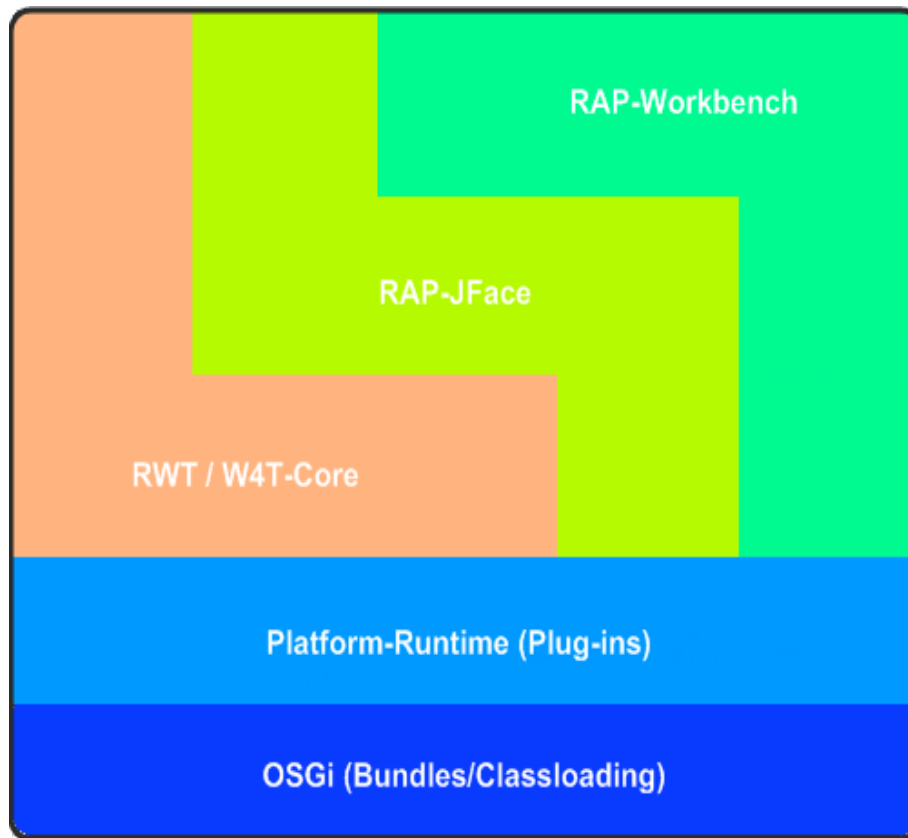 RAP-Workbench
RAP-JFace
RWT / W4T-Core
Platform-Runtime (Plug-ins)
OSGi (Bundles/Classloading)